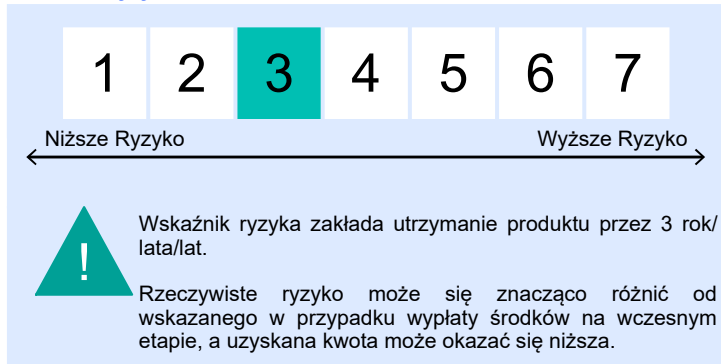 1 2 3 4 5 6 7
Niższe Ryzyko Wyższe Ryzyko
!
Wskaźnik ryzyka zakłada utrzymanie produktu przez 3 rok/
lata/lat.
Rzeczywiste ryzyko może się znacząco różnić od
wskazanego w przypadku wypłaty środków na wczesnym
etapie, a uzyskana kwota może okazać się niższa.